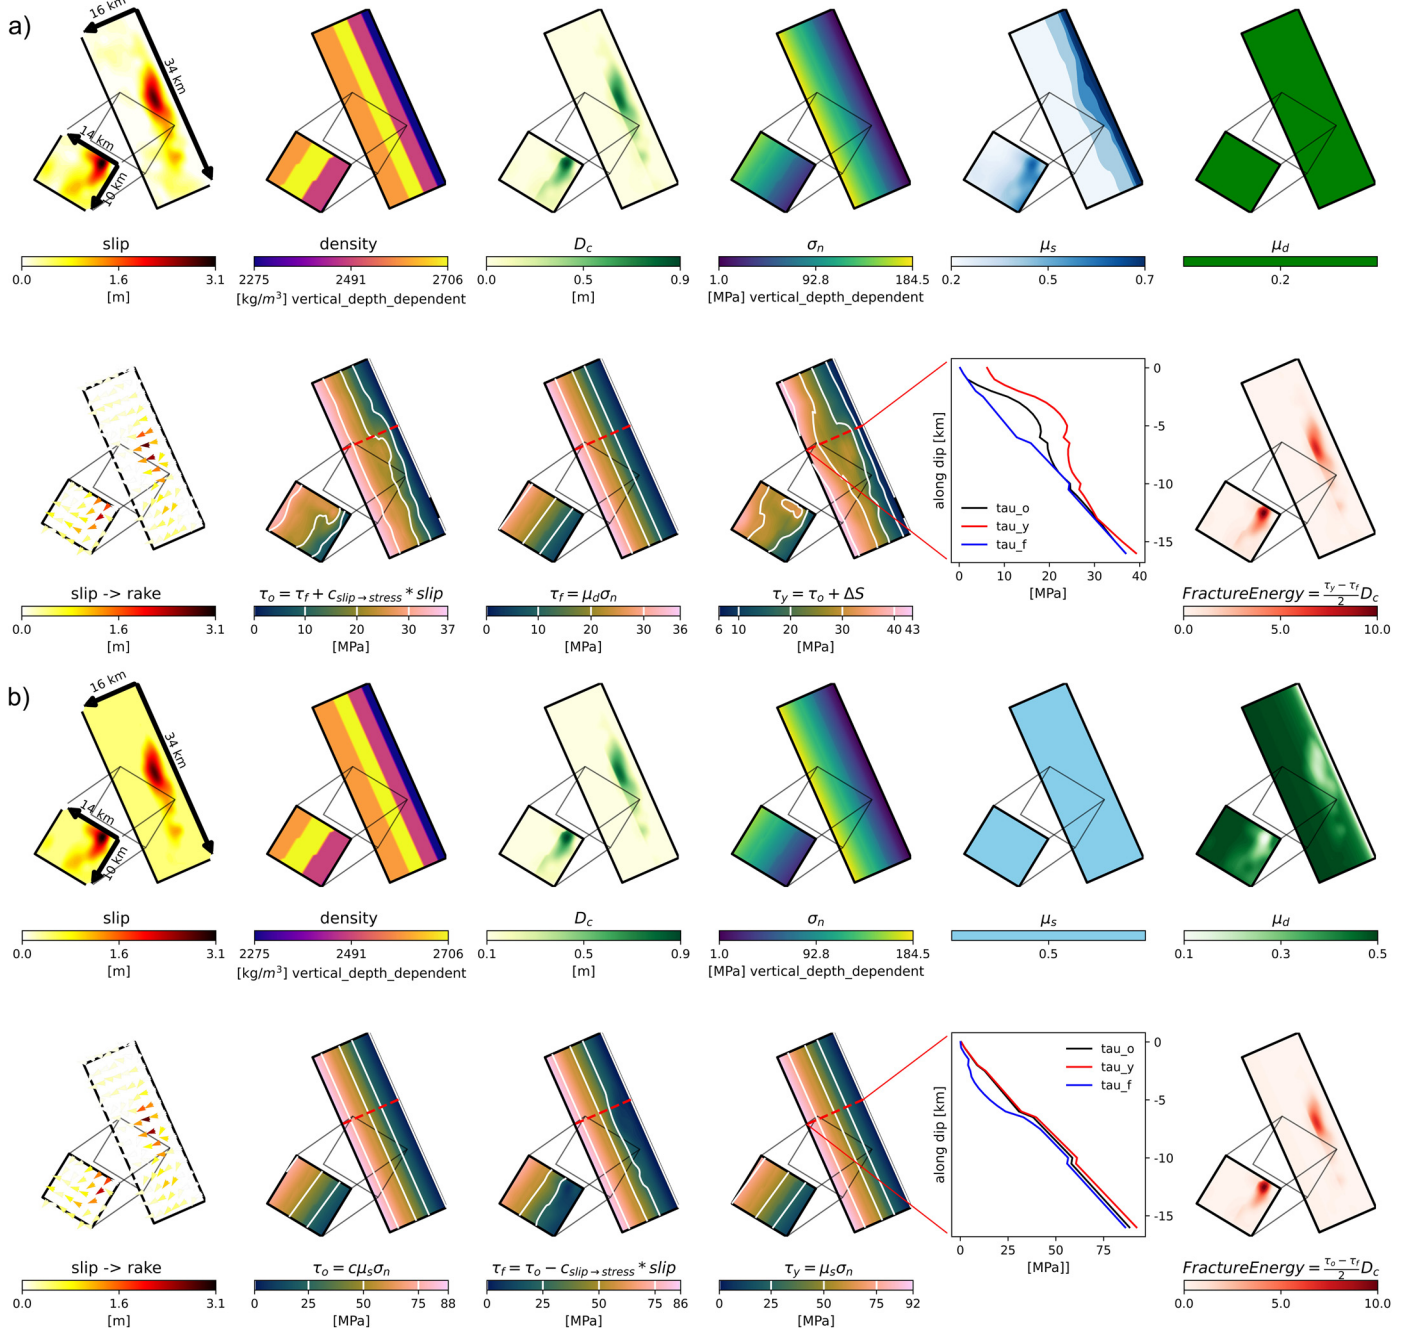 a)
16 km
34 km
14 km
10 km
slip
0.0 1.6 3.1
[m]
density
2275 2491 2706
[kg/m³] vertical_depth_dependent
D_c
0.0 0.5 0.9
[m]
σ_n
1.0 92.8 184.5
[MPa] vertical_depth_dependent
μ_s
0.2 0.5 0.7
μ_d
0.2
slip -> rake
0.0 1.6 3.1
[m]
τ_o = τ_f + c_{slip→stress} * slip
0 10 20 30 37
[MPa]
τ_f = μ_dσ_n
0 10 20 30 36
[MPa]
τ_y = τ_o + ΔS
6 10 20 30 40 43
[MPa]
along dip [km]
0
-5
-10
-15
tau_o
tau_y
tau_f
0 10 20 30 40
[MPa]
FractureEnergy = \frac{τ_y − τ_f}{2}D_c
0.0 5.0 10.0
b)
16 km
34 km
14 km
10 km
slip
0.0 1.6 3.1
[m]
density
2275 2491 2706
[kg/m³] vertical_depth_dependent
D_c
0.1 0.5 0.9
[m]
σ_n
1.0 92.8 184.5
[MPa] vertical_depth_dependent
μ_s
0.5
μ_d
0.1 0.3 0.5
slip -> rake
0.0 1.6 3.1
[m]
τ_o = cμ_sσ_n
0 25 50 75 88
[MPa]
τ_f = τ_o − c_{slip→stress} * slip
0 25 50 75 86
[MPa]
τ_y = μ_sσ_n
0 25 50 75 92
[MPa]
along dip [km]
0
-5
-10
-15
tau_o
tau_y
tau_f
0 25 50 75
[MPa]]
FractureEnergy = \frac{τ_o − τ_f}{2}D_c
0.0 5.0 10.0